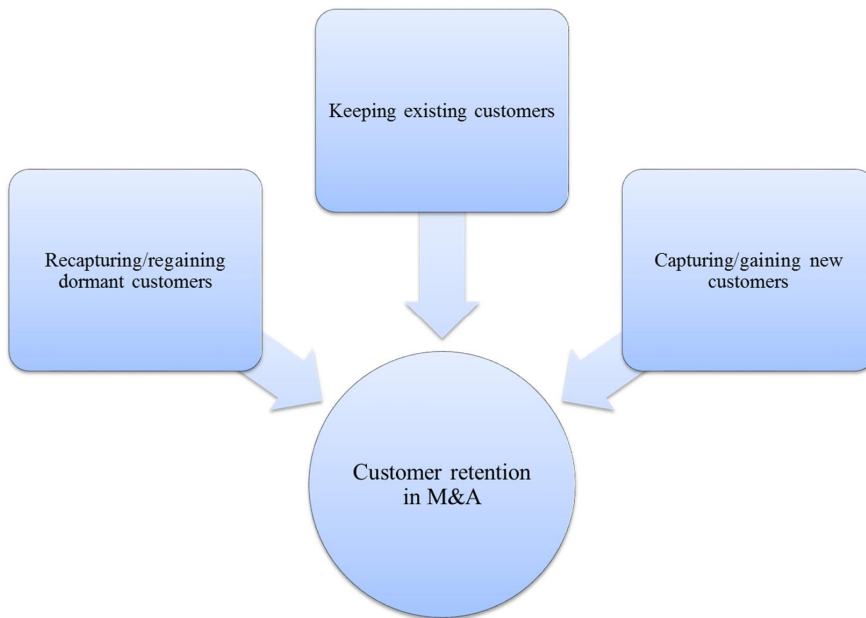 Keeping existing customers
Recapturing/regaining
dormant customers
Capturing/gaining new
customers
Customer retention
in M&A